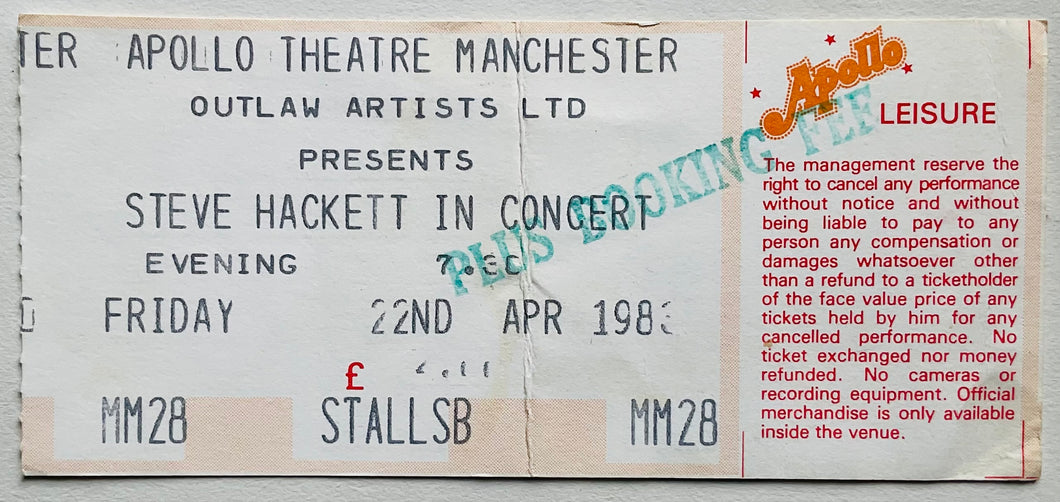 TER APOLLO THEATRE MANCHESTER
OUTLAW ARTISTS LTD
PRESENTS
STEVE HACKETT IN CONCERT
EVENING 7.30
FRIDAY 22ND APR 1983
£
MM28 STALLSB MM28
PLUS BOOKING FEE
Apollo
LEISURE
The management reserve the
right to cancel any performance
without notice and without
being liable to pay to any
person any compensation or
damages whatsoever other
than a refund to a ticketholder
of the face value price of any
tickets held by him for any
cancelled performance. No
ticket exchanged nor money
refunded. No cameras or
recording equipment. Official
merchandise is only available
inside the venue.